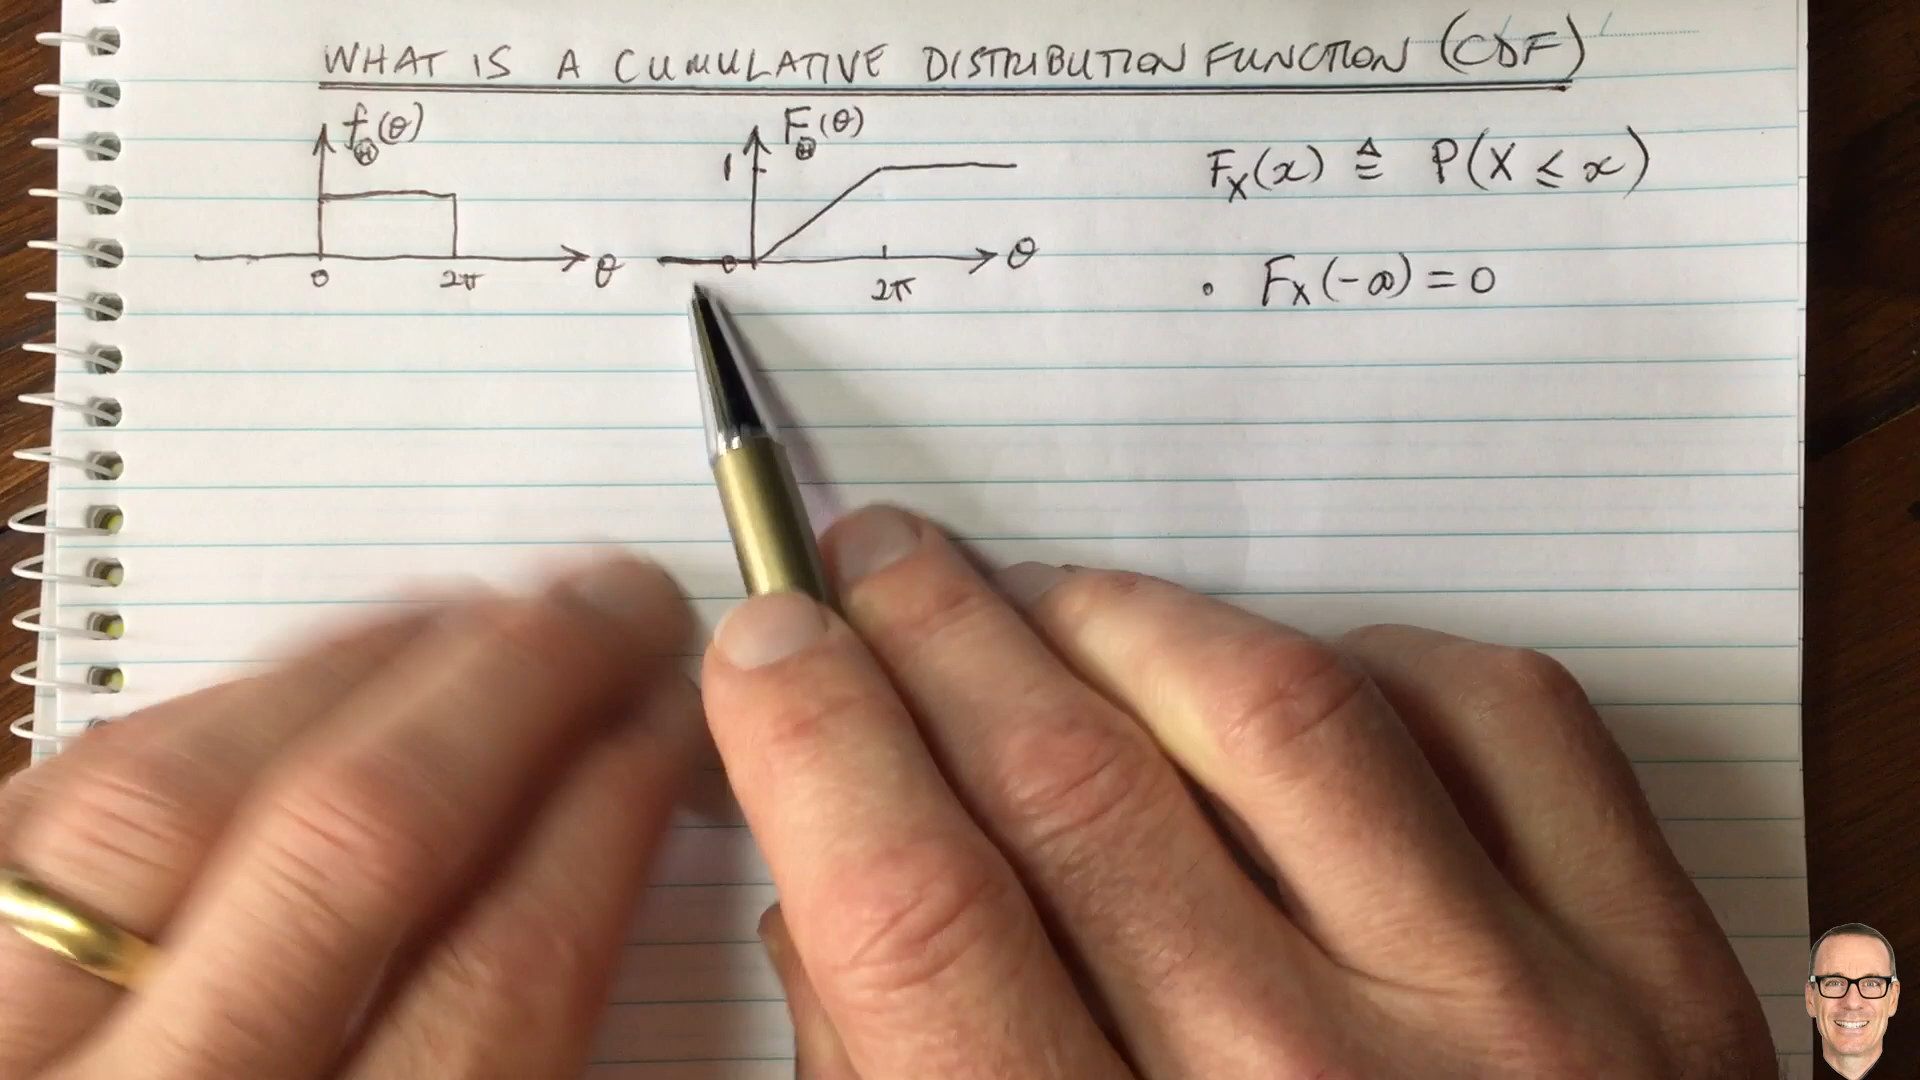 WHAT IS A CUMULATIVE DISTRIBUTION FUNCTION (CDF)
f_Θ(θ)
0 2π θ
F_Θ(θ)
1
0 2π θ
F_X(x) ≜ P(X ≤ x)
• F_X(-∞) = 0